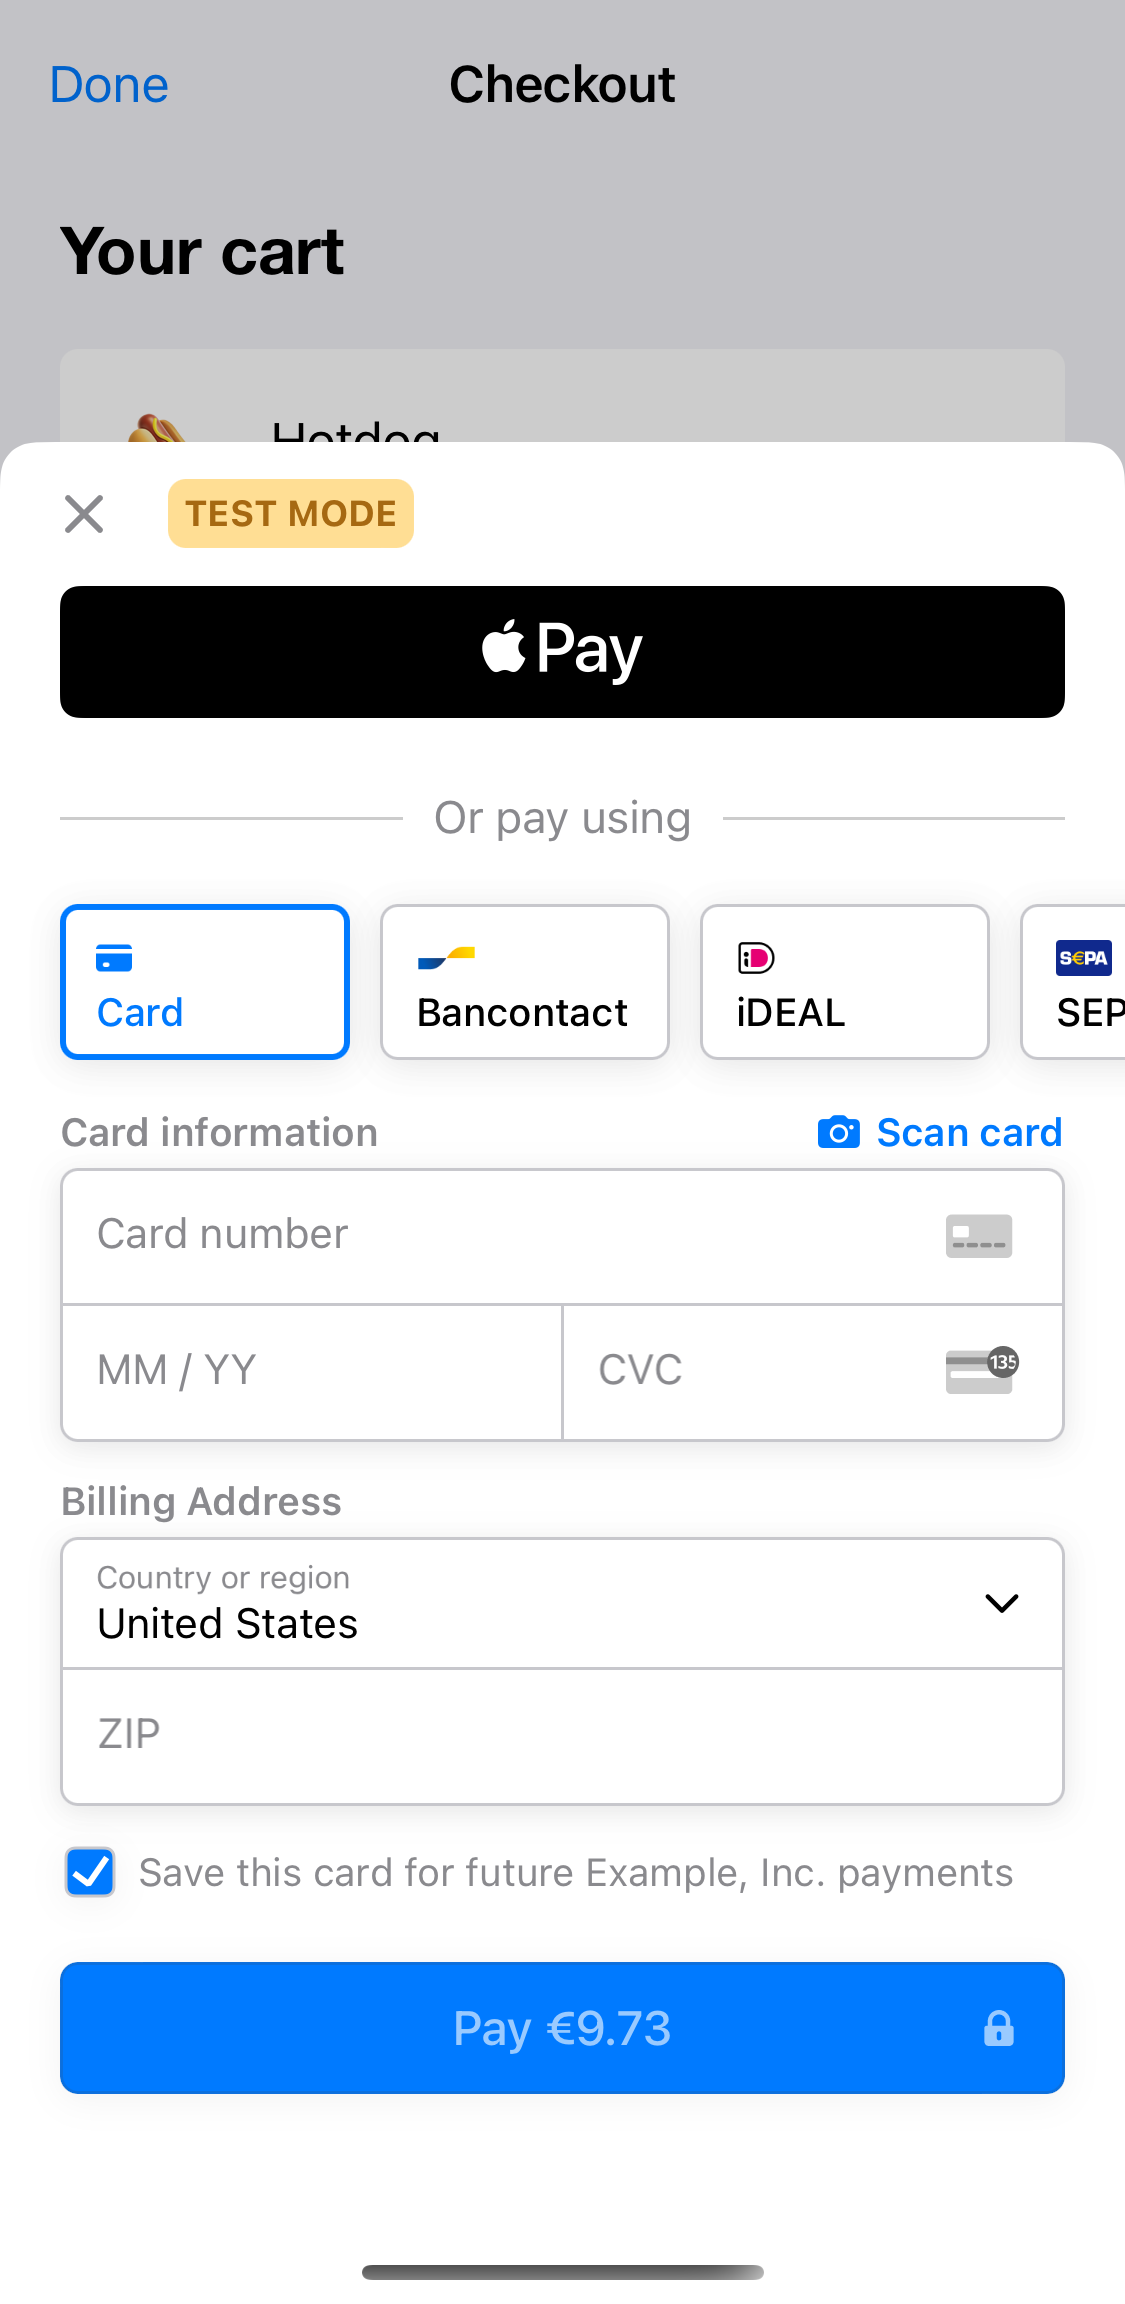 Done
Checkout
Your cart
Hotdog
TEST MODE
Pay
Or pay using
Card
Bancontact
iD
iDEAL
S€PA
SEP
Card information
Scan card
Card number
MM / YY
CVC
135
Billing Address
Country or region
United States
ZIP
Save this card for future Example, Inc. payments
Pay €9.73